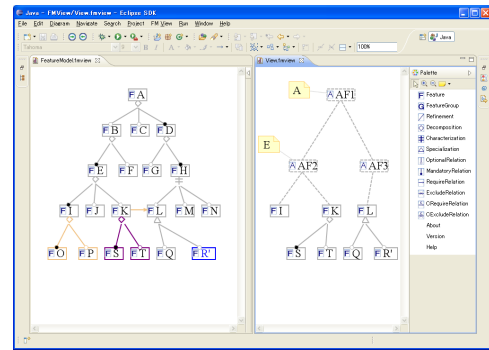 Java - FMView/View.fmview - Eclipse SDK
File Edit Diagram Navigate Search Project FM View Run Window Help
Java
Tahoma
9
B I A
100%
FeatureModel.fmview
View.fmview
Palette
F A
A
A AF1
Feature
FeatureGroup
Refinement
Decomposition
Characterization
Specialization
OptionalRelation
MandatoryRelation
RequireRelation
ExcludeRelation
CRequireRelation
CExcludeRelation
About
Version
Help
F B F C F D
E
F E F F F G F H
A AF2 A AF3
F I F J F K F L F M F N
F I F K F L
F O F P F S F T F Q F R'
F S F T F Q F R'